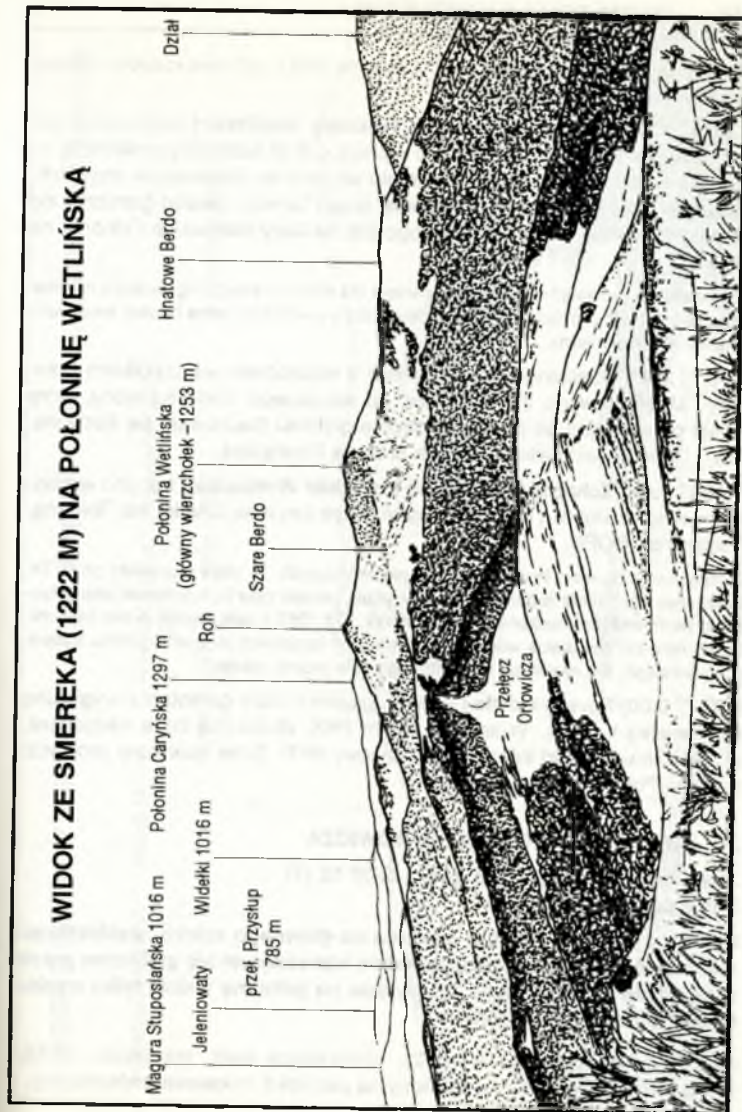 WIDOK ZE SMEREKA (1222 M) NA POŁONINĘ WETLIŃSKA
Magura Stuposiańska 1016 m
Połonina Caryńska 1297 m
Połonina Wetlińska
(główny wierzchołek –1253 m)
Hnatowe Berdo
Dział
Jeleniowaty
Widełki 1016 m
Roh
Szare Berdo
przeł. Przysłup
785 m
Przełęcz
Orłowicza